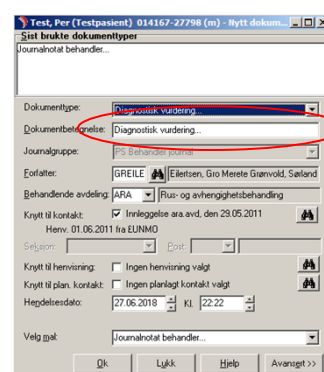 Test, Per (Testpasient) 014167-27798 (m) - Nytt dokum...
Sist brukte dokumenttyper
Journalnotat behandler...
Dokumenttype: Diagnostisk vurdering...
Dokumentbetegnelse: Diagnostisk vurdering...
Journalgruppe: PS Behandler journal
Forfatter: GREILE Eilertsen, Gro Merete Grønvold, Sørland
Behandlende avdeling: ARA Rus- og avhengighetsbehandling
Knytt til kontakt: Innleggelse ara.avd, den 29.05.2011
Henv. 01.06.2011 fra EUNMO
Seksjon: Post:
Knytt til henvisning: Ingen henvisning valgt
Knytt til plan. kontakt: Ingen planlagt kontakt valgt
Hendelsesdato: 27.06.2018 Kl. 22:22
Velg mal: Journalnotat behandler...
Ok Lukk Hjelp Avansert >>